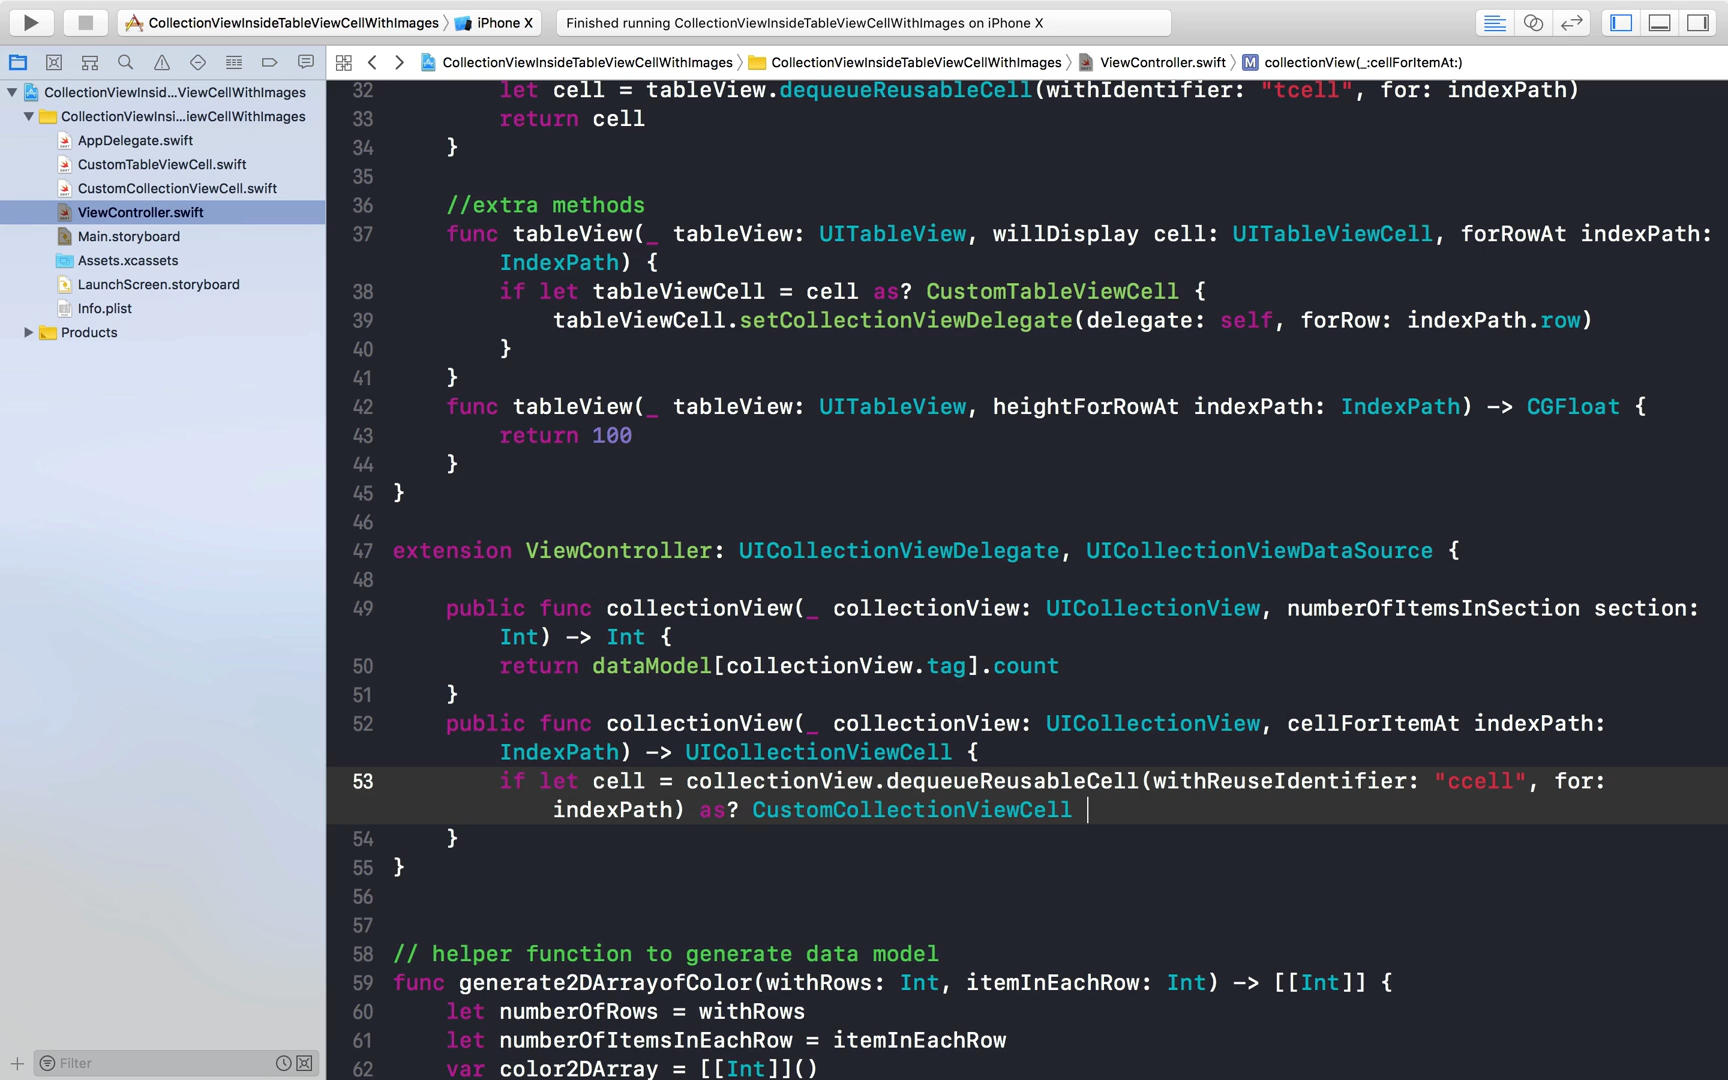 CollectionViewInsideTableViewCellWithImages iPhone X
Finished running CollectionViewInsideTableViewCellWithImages on iPhone X
CollectionViewInsideTableViewCellWithImages CollectionViewInsideTableViewCellWithImages ViewController.swift M collectionView(_:cellForItemAt:)
CollectionViewInsid...ViewCellWithImages
CollectionViewInsi...iewCellWithImages
AppDelegate.swift
CustomTableViewCell.swift
CustomCollectionViewCell.swift
ViewController.swift
Main.storyboard
Assets.xcassets
LaunchScreen.storyboard
Info.plist
Products
Filter
32 let cell = tableView.dequeueReusableCell(withIdentifier: "tcell", for: indexPath)
33 return cell
34 }
35
36 //extra methods
37 func tableView(_ tableView: UITableView, willDisplay cell: UITableViewCell, forRowAt indexPath:
IndexPath) {
38 if let tableViewCell = cell as? CustomTableViewCell {
39 tableViewCell.setCollectionViewDelegate(delegate: self, forRow: indexPath.row)
40 }
41 }
42 func tableView(_ tableView: UITableView, heightForRowAt indexPath: IndexPath) -> CGFloat {
43 return 100
44 }
45 }
46
47 extension ViewController: UICollectionViewDelegate, UICollectionViewDataSource {
48
49 public func collectionView(_ collectionView: UICollectionView, numberOfItemsInSection section:
Int) -> Int {
50 return dataModel[collectionView.tag].count
51 }
52 public func collectionView(_ collectionView: UICollectionView, cellForItemAt indexPath:
IndexPath) -> UICollectionViewCell {
53 if let cell = collectionView.dequeueReusableCell(withReuseIdentifier: "ccell", for:
indexPath) as? CustomCollectionViewCell
54 }
55 }
56
57
58 // helper function to generate data model
59 func generate2DArrayofColor(withRows: Int, itemInEachRow: Int) -> [[Int]] {
60 let numberOfRows = withRows
61 let numberOfItemsInEachRow = itemInEachRow
62 var color2DArray = [[Int]]()